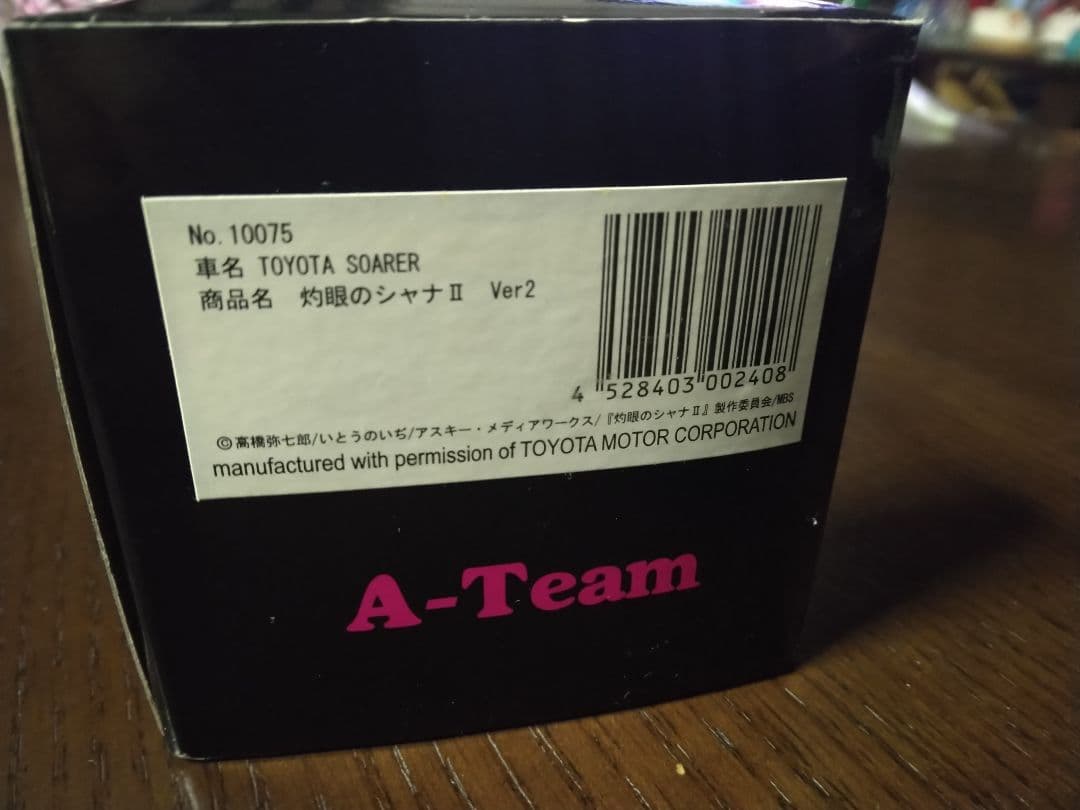 No. 10075
車名 TOYOTA SOARER
商品名 灼眼のシャナⅡ Ver2
4 528403 002408
©高橋弥七郎/いとうのいぢ/アスキー・メディアワークス/『灼眼のシャナⅡ』製作委員会/MBS
manufactured with permission of TOYOTA MOTOR CORPORATION
A-Team